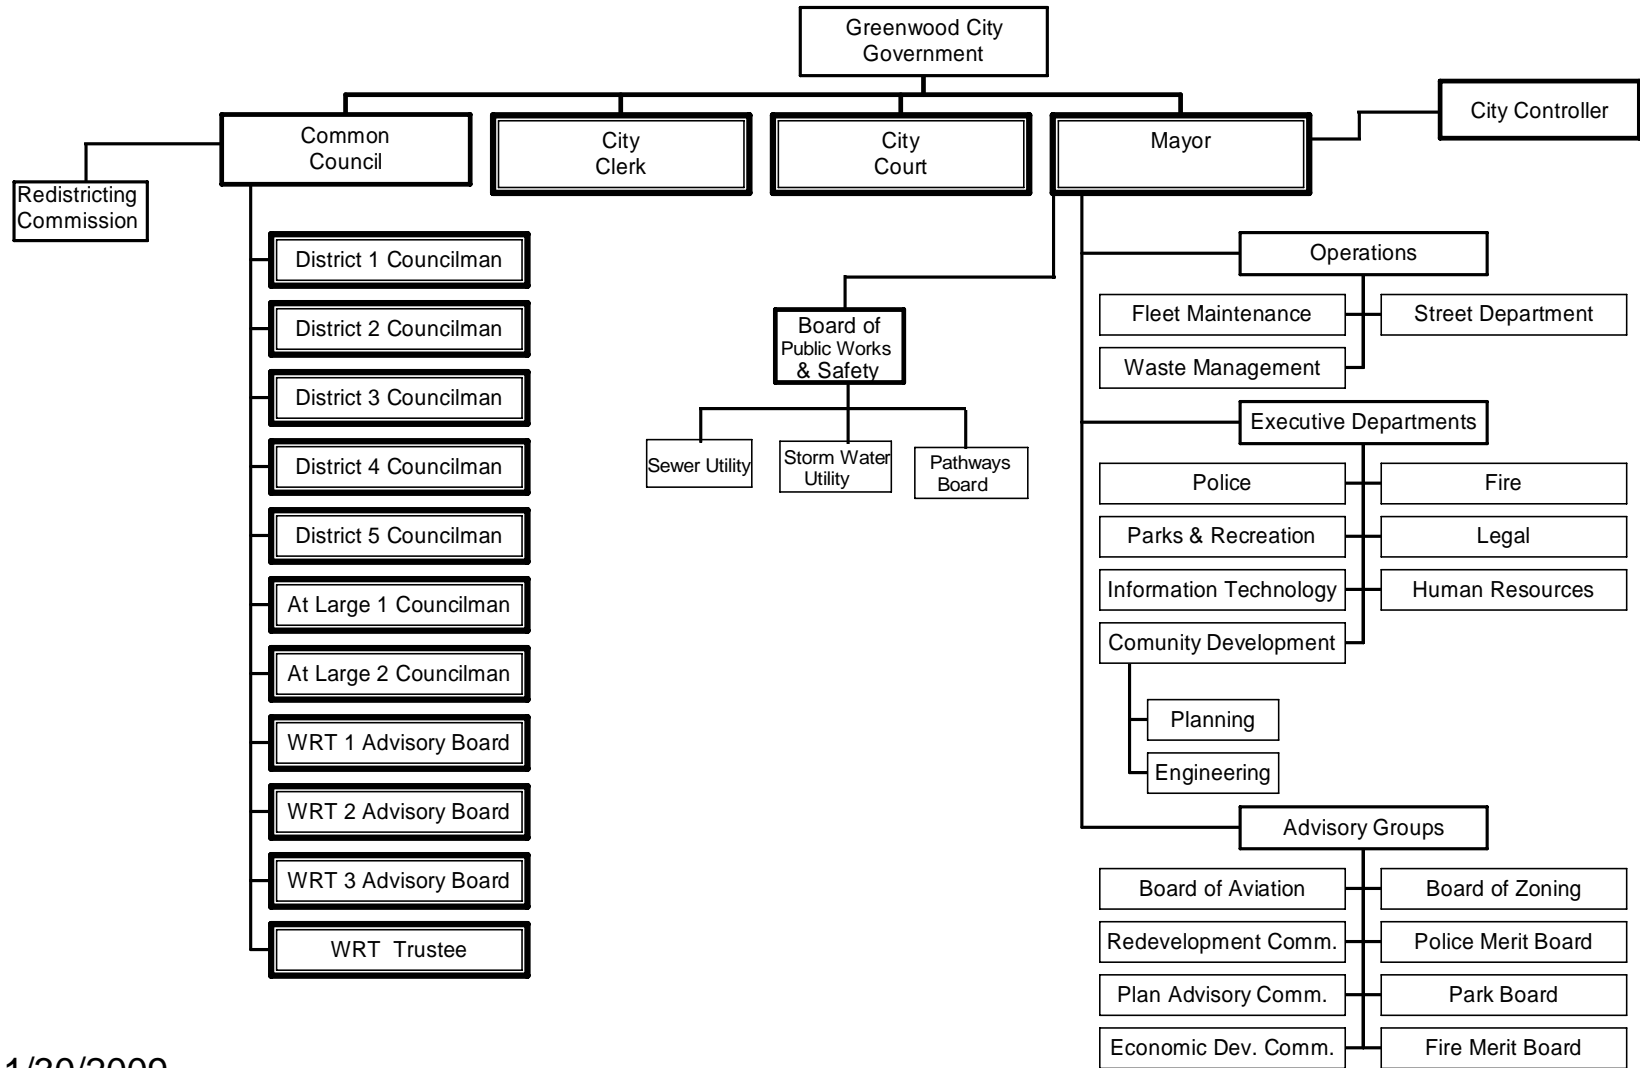 Greenwood City
Government
City Controller
Common
Council
City
Clerk
City
Court
Mayor
Redistricting
Commission
District 1 Councilman
District 2 Councilman
District 3 Councilman
District 4 Councilman
District 5 Councilman
At Large 1 Councilman
At Large 2 Councilman
WRT 1 Advisory Board
WRT 2 Advisory Board
WRT 3 Advisory Board
WRT Trustee
Board of
Public Works
& Safety
Sewer Utility
Storm Water
Utility
Pathways
Board
Operations
Fleet Maintenance
Street Department
Waste Management
Executive Departments
Police
Fire
Parks & Recreation
Legal
Information Technology
Human Resources
Comunity Development
Planning
Engineering
Advisory Groups
Board of Aviation
Board of Zoning
Redevelopment Comm.
Police Merit Board
Plan Advisory Comm.
Park Board
Economic Dev. Comm.
Fire Merit Board